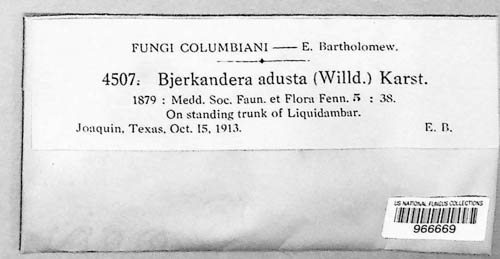 FUNGI COLUMBIANI — E. Bartholomew.
4507. Bjerkandera adusta (Willd.) Karst.
1879 : Medd. Soc. Faun. et Flora Fenn. 5 : 38.
On standing trunk of Liquidambar.
Joaquin, Texas, Oct. 15, 1913. E. B.
US NATIONAL FUNGUS COLLECTIONS
966669